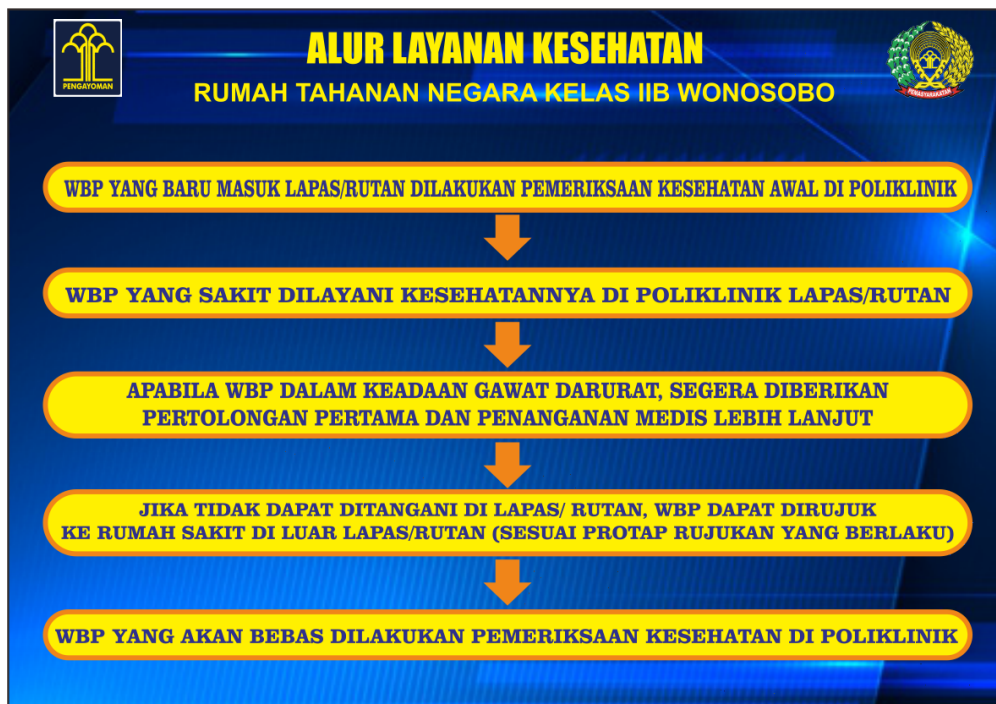 PENGAYOMAN
ALUR LAYANAN KESEHATAN
RUMAH TAHANAN NEGARA KELAS IIB WONOSOBO
PEMASYARAKATAN
WBP YANG BARU MASUK LAPAS/RUTAN DILAKUKAN PEMERIKSAAN KESEHATAN AWAL DI POLIKLINIK
WBP YANG SAKIT DILAYANI KESEHATANNYA DI POLIKLINIK LAPAS/RUTAN
APABILA WBP DALAM KEADAAN GAWAT DARURAT, SEGERA DIBERIKAN
PERTOLONGAN PERTAMA DAN PENANGANAN MEDIS LEBIH LANJUT
JIKA TIDAK DAPAT DITANGANI DI LAPAS/ RUTAN, WBP DAPAT DIRUJUK
KE RUMAH SAKIT DI LUAR LAPAS/RUTAN (SESUAI PROTAP RUJUKAN YANG BERLAKU)
WBP YANG AKAN BEBAS DILAKUKAN PEMERIKSAAN KESEHATAN DI POLIKLINIK